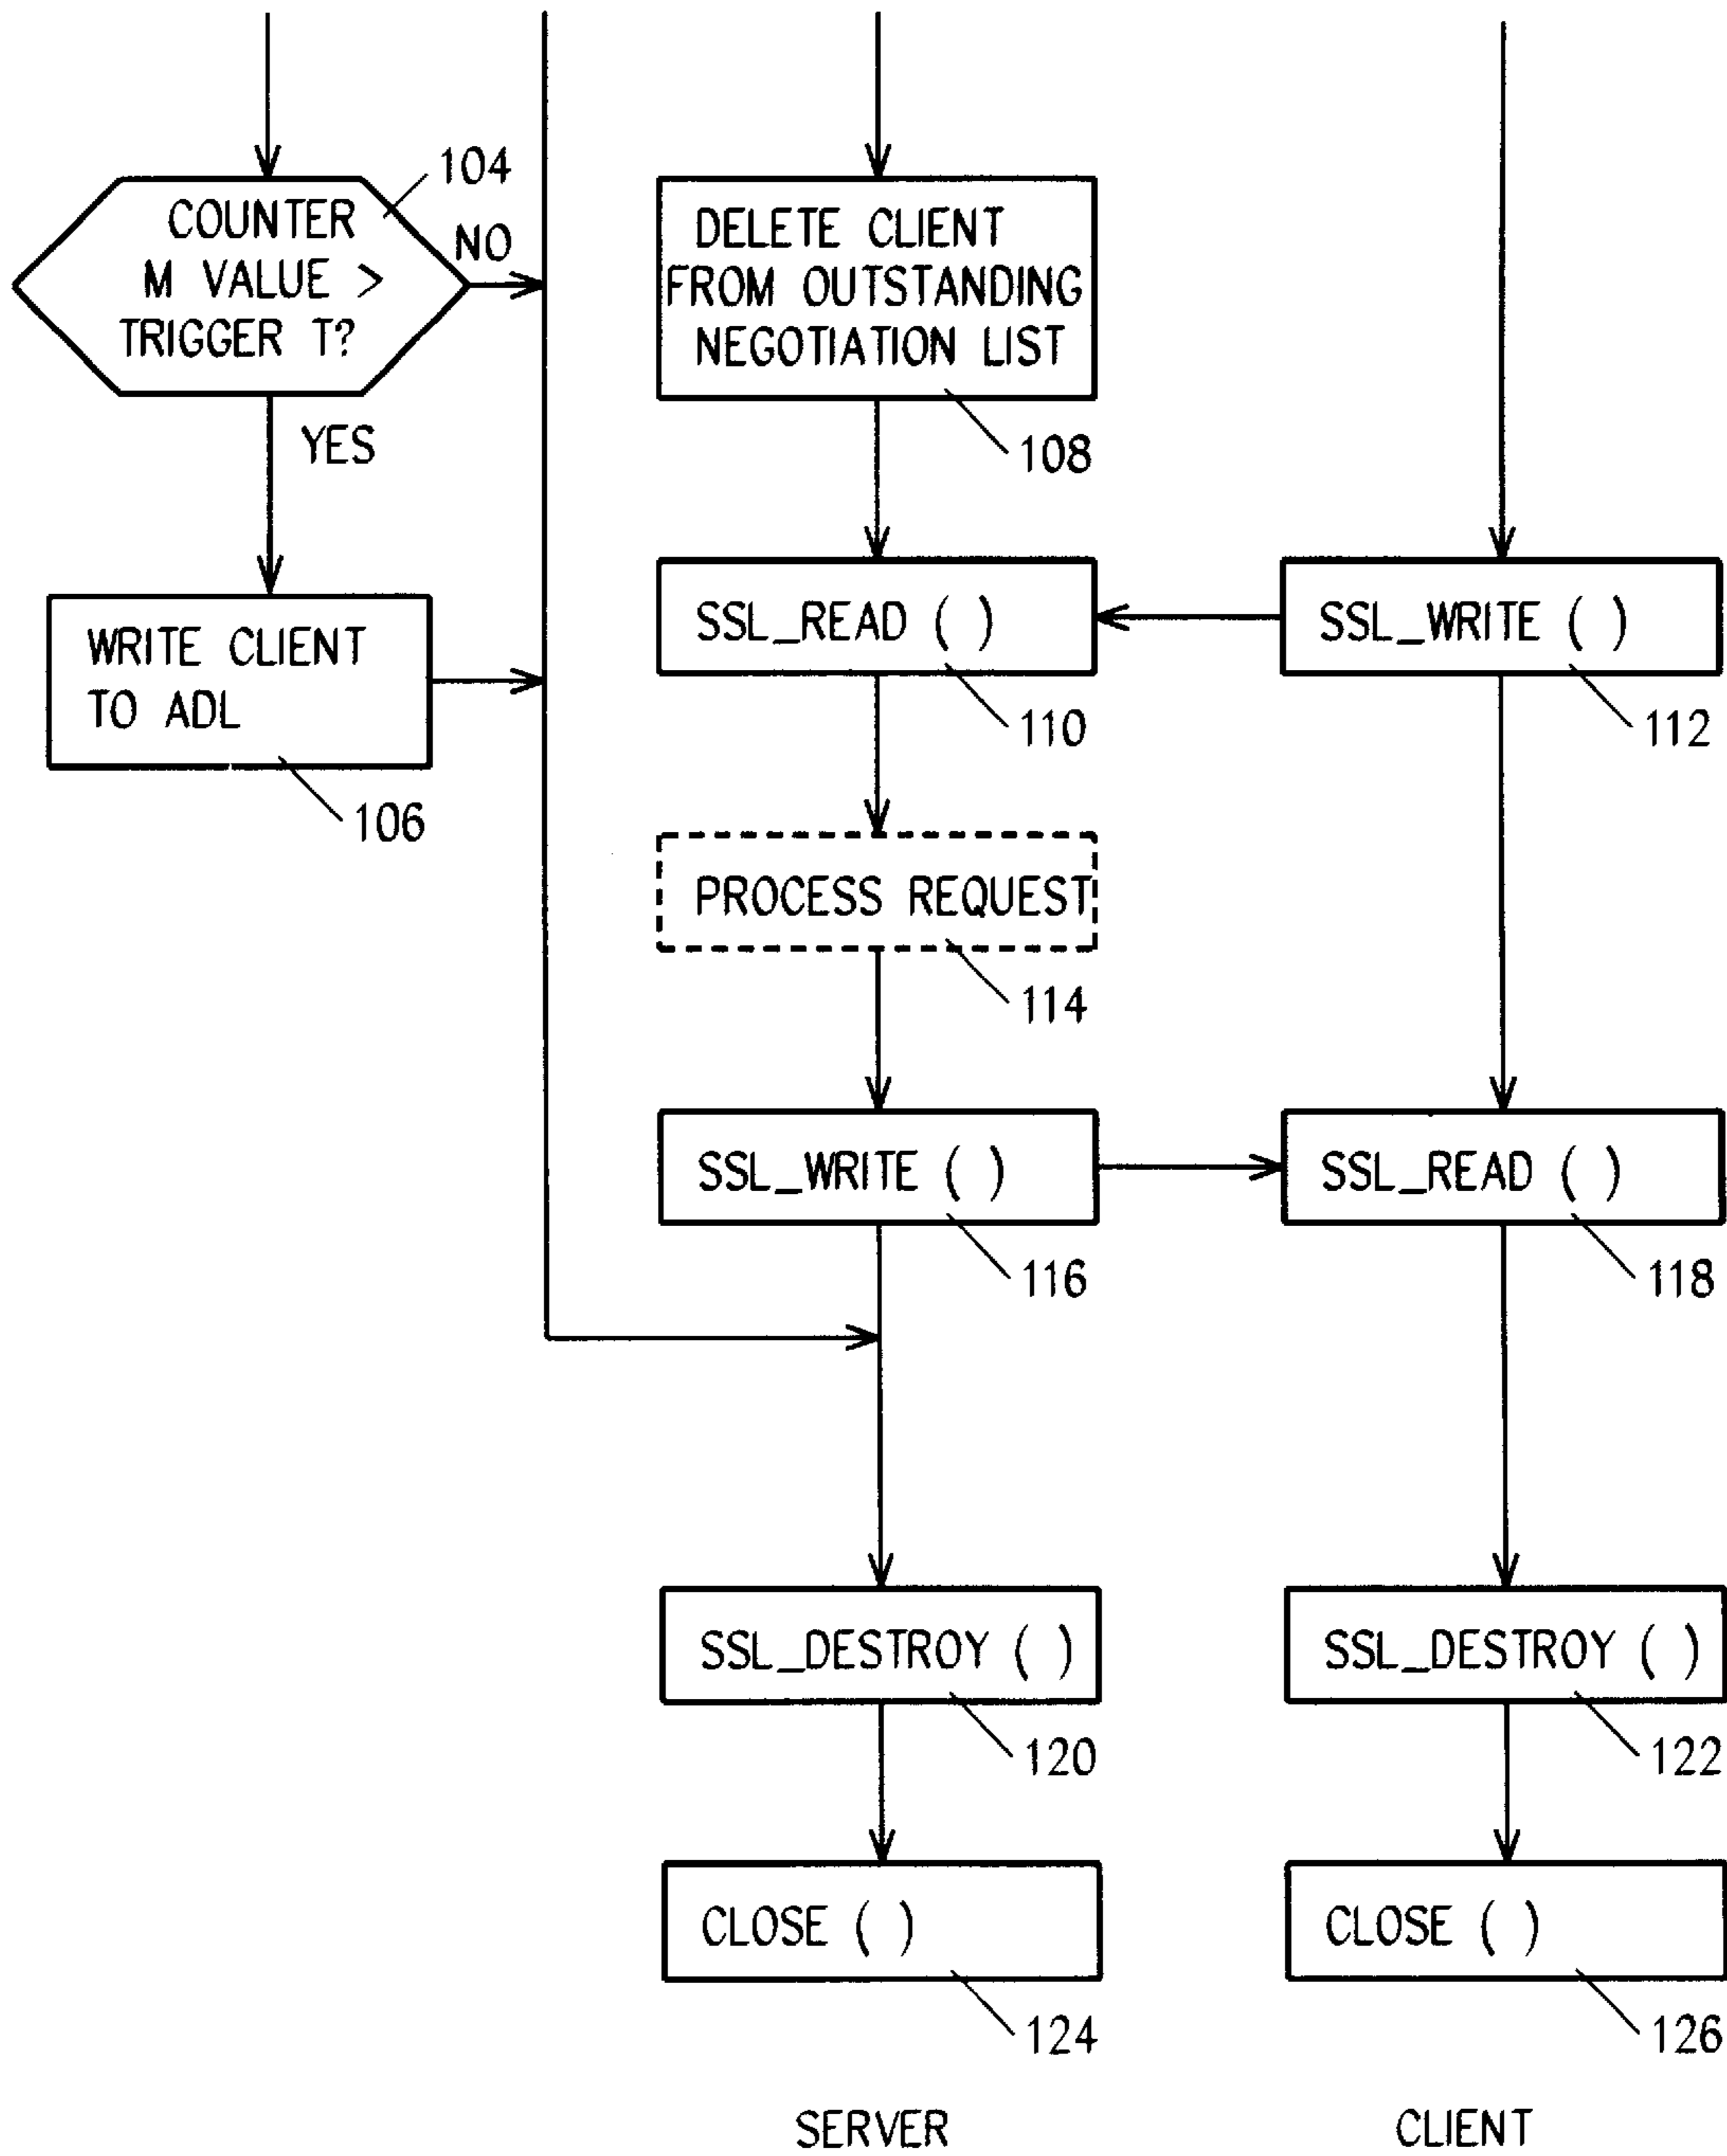 104
COUNTER
M VALUE >
TRIGGER T?
NO
YES
WRITE CLIENT
TO ADL
106
DELETE CLIENT
FROM OUTSTANDING
NEGOTIATION LIST
108
SSL_READ ( )
110
SSL_WRITE ( )
112
PROCESS REQUEST
114
SSL_WRITE ( )
116
SSL_READ ( )
118
SSL_DESTROY ( )
120
SSL_DESTROY ( )
122
CLOSE ( )
124
CLOSE ( )
126
SERVER
CLIENT